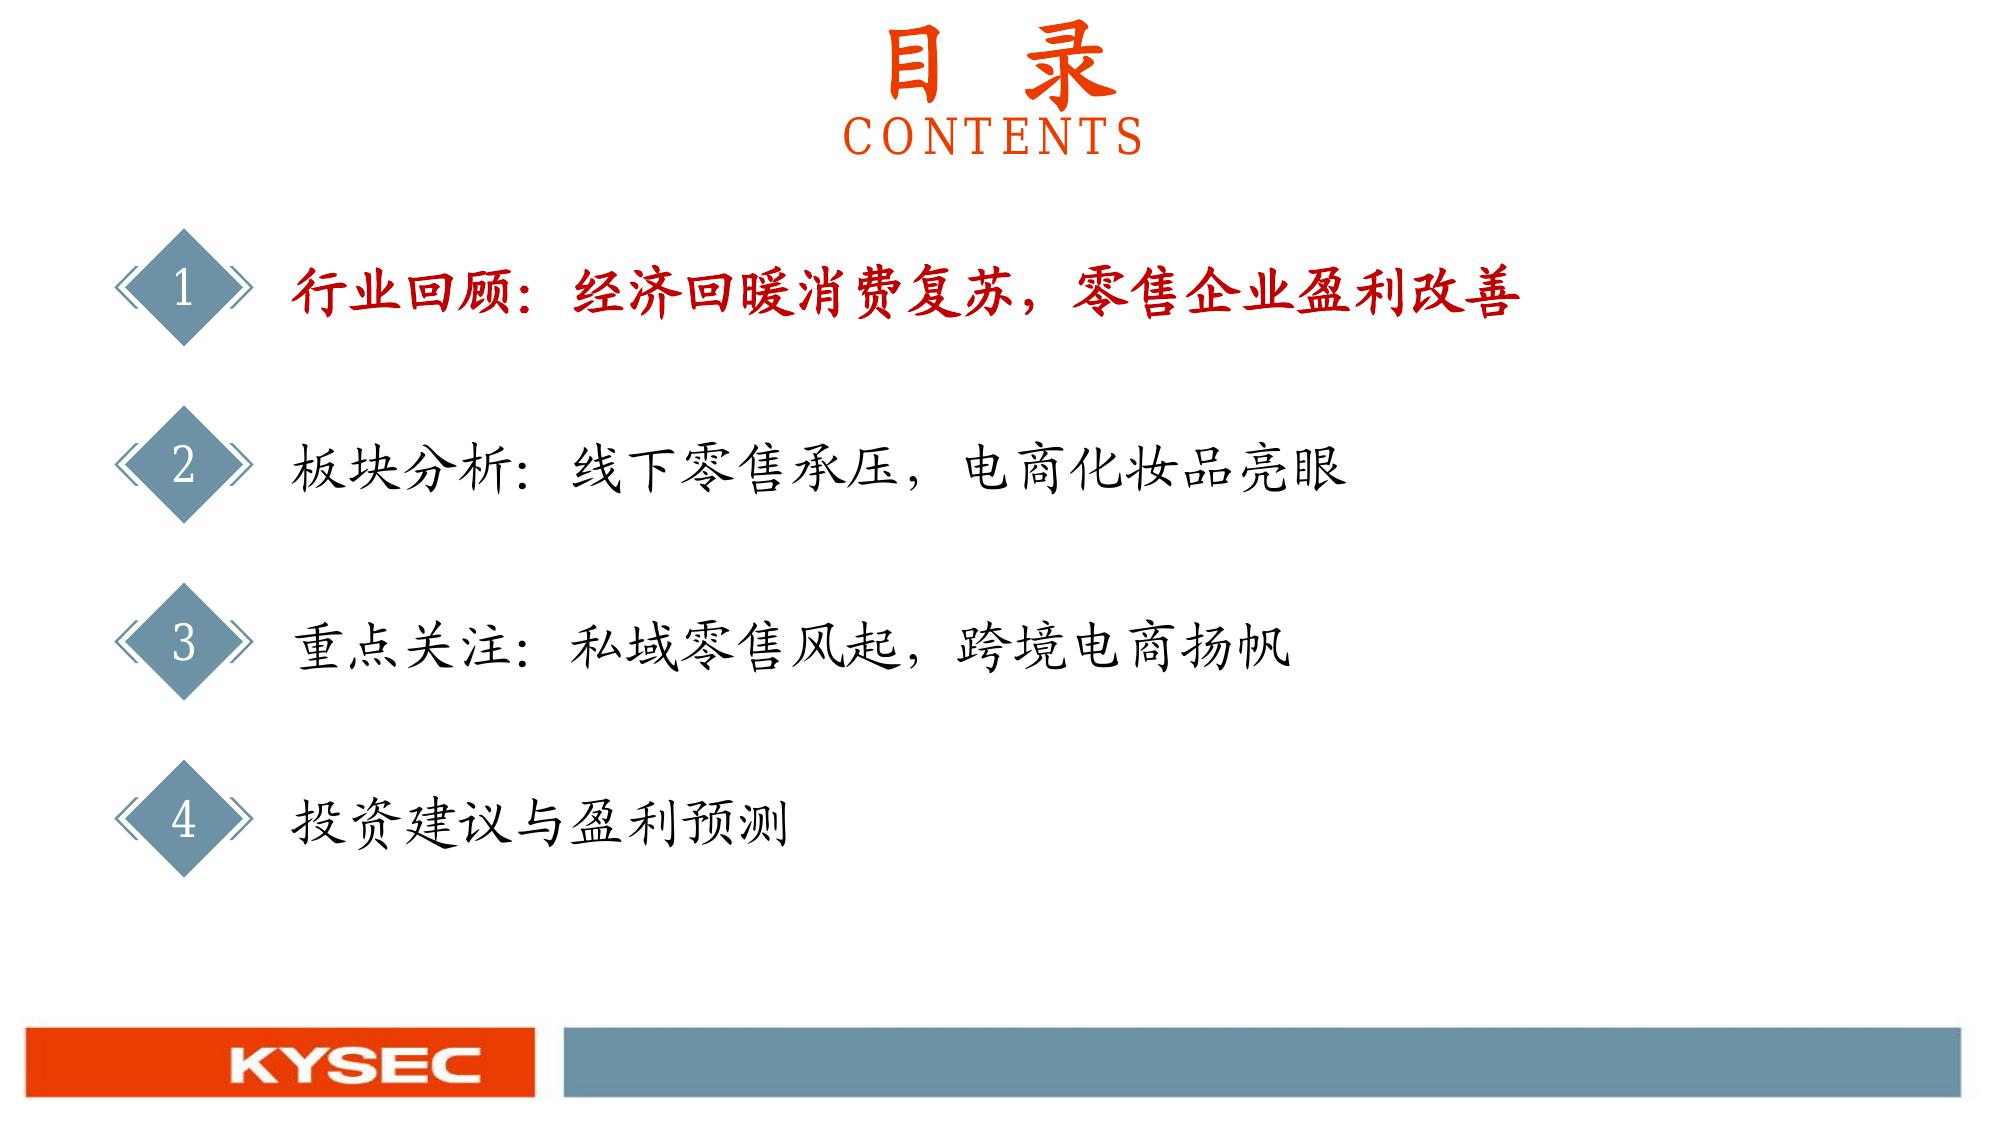 目 录
CONTENTS
1 行业回顾：经济回暖消费复苏，零售企业盈利改善
2 板块分析：线下零售承压，电商化妆品亮眼
3 重点关注：私域零售风起，跨境电商扬帆
4 投资建议与盈利预测
KYSEC